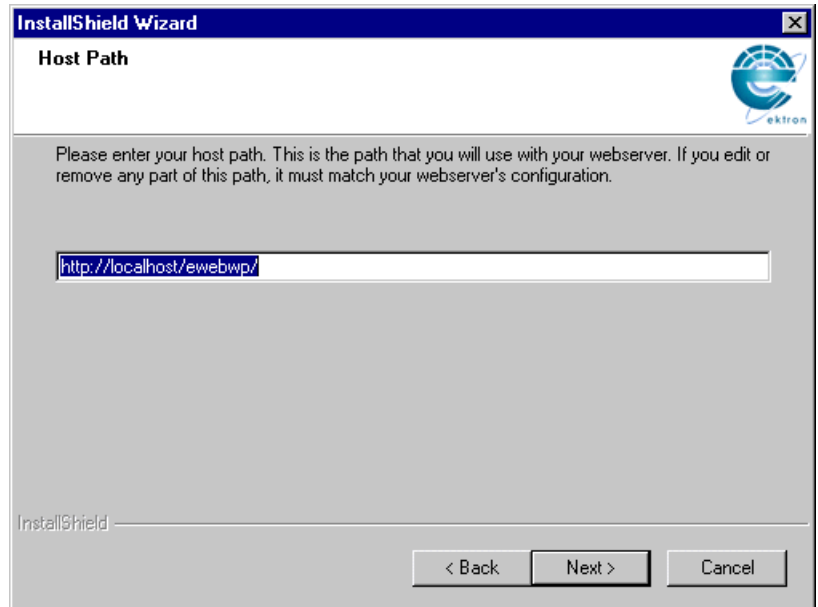 InstallShield Wizard
Host Path
ektron
Please enter your host path. This is the path that you will use with your webserver. If you edit or
remove any part of this path, it must match your webserver's configuration.
http://localhost/ewebwp/
InstallShield
< Back Next > Cancel